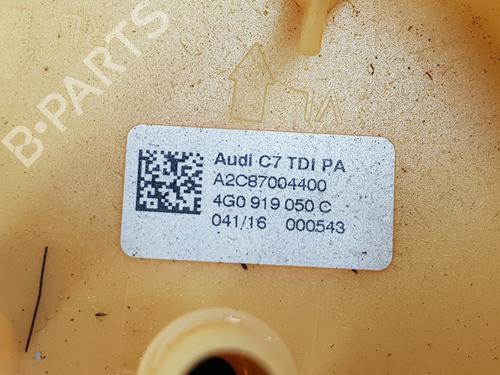 B-PARTS
Audi C7 TDI PA
A2C87004400
4G0 919 050 C
041/16 000543